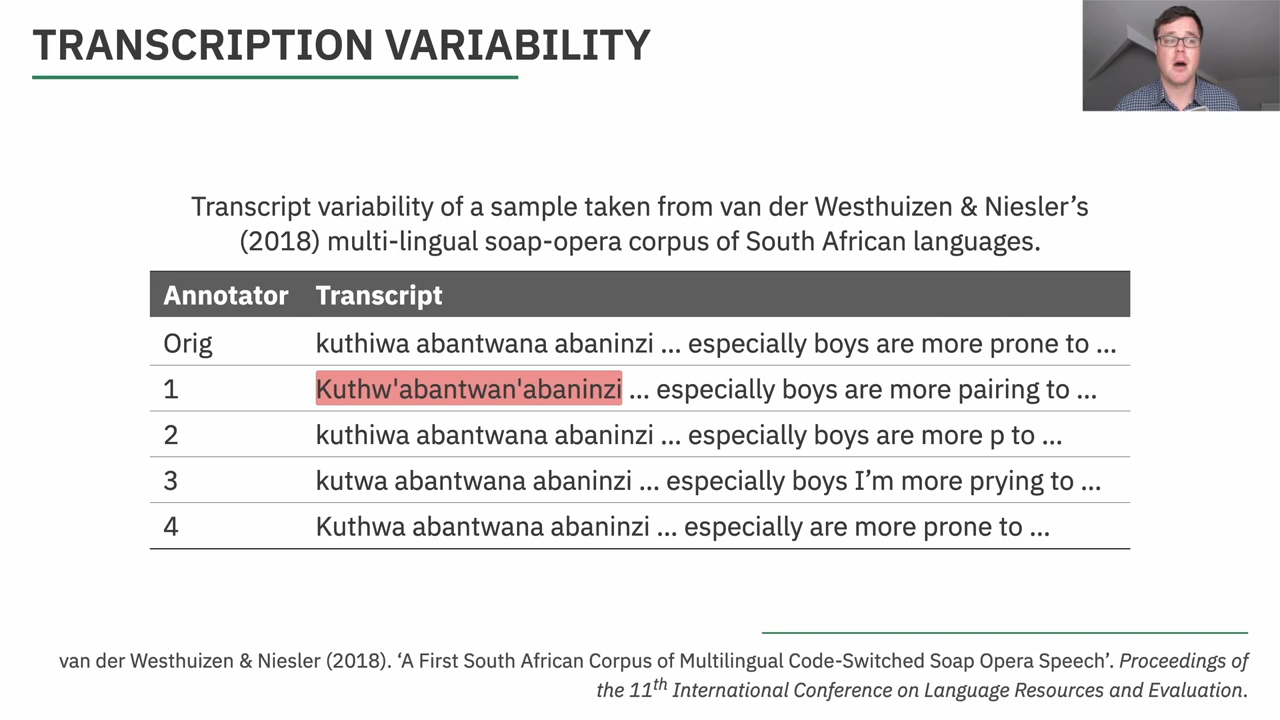 TRANSCRIPTION VARIABILITY
Transcript variability of a sample taken from van der Westhuizen & Niesler’s
(2018) multi-lingual soap-opera corpus of South African languages.
Annotator Transcript
Orig kuthiwa abantwana abaninzi ... especially boys are more prone to ...
1 Kuthw'abantwan'abaninzi ... especially boys are more pairing to ...
2 kuthiwa abantwana abaninzi ... especially boys are more p to ...
3 kutwa abantwana abaninzi ... especially boys I’m more prying to ...
4 Kuthwa abantwana abaninzi ... especially are more prone to ...
van der Westhuizen & Niesler (2018). ‘A First South African Corpus of Multilingual Code-Switched Soap Opera Speech’. Proceedings of
the 11th International Conference on Language Resources and Evaluation.